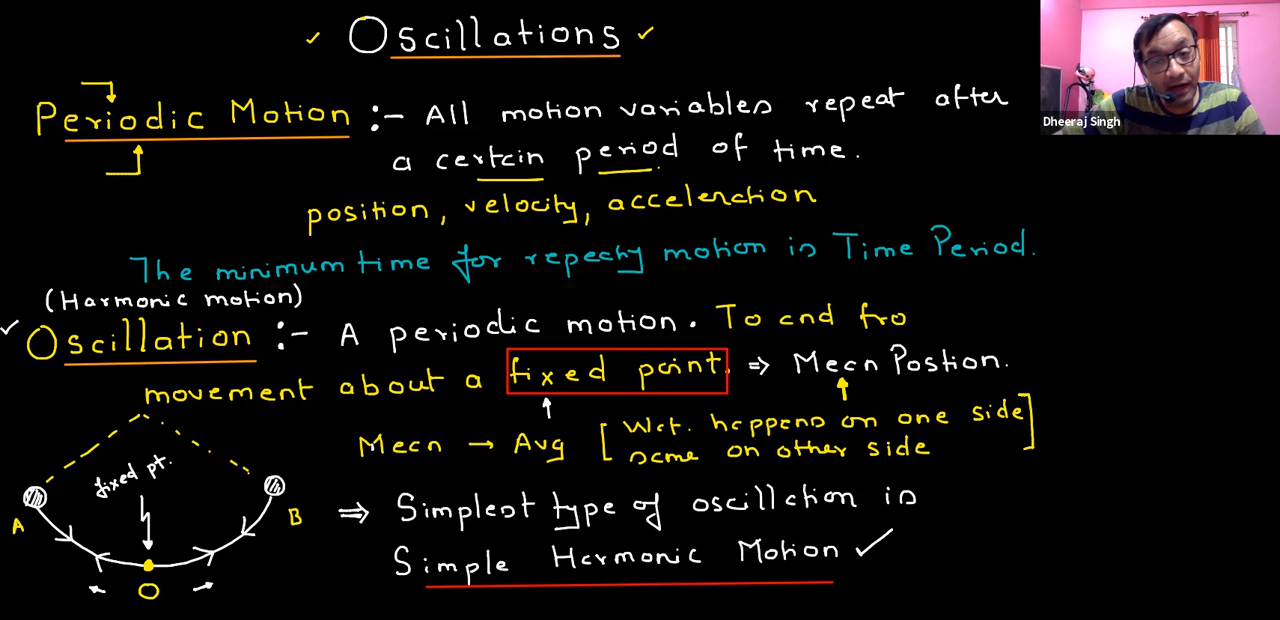 ✓ Oscillations ✓
Dheeraj Singh
Periodic Motion :- All motion variables repeat after
a certain period of time.
position, velocity, acceleration
The minimum time for repeating motion is Time Period.
(Harmonic motion)
✓ Oscillation :- A periodic motion. To and fro
movement about a fixed point. ⇒ Mean Postion.
Mean → Avg [Wat. happens on one side
same on other side]
fixed pt.
A
B
O
⇒ Simplest type of oscillation is
Simple Harmonic Motion ✓